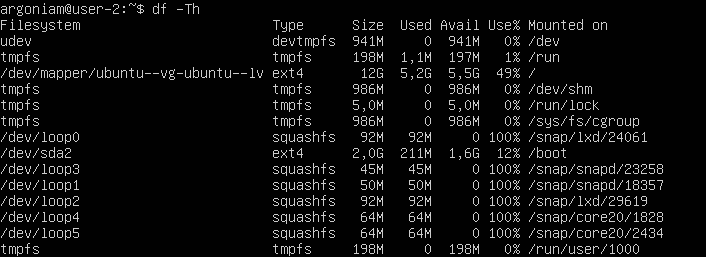 argoniam@user-2:~$ df -Th
Filesystem                        Type      Size  Used Avail Use% Mounted on
udev                              devtmpfs  941M     0  941M   0% /dev
tmpfs                             tmpfs     198M  1,1M  197M   1% /run
/dev/mapper/ubuntu--vg-ubuntu--lv ext4       12G  5,2G  5,5G  49% /
tmpfs                             tmpfs     986M     0  986M   0% /dev/shm
tmpfs                             tmpfs     5,0M     0  5,0M   0% /run/lock
tmpfs                             tmpfs     986M     0  986M   0% /sys/fs/cgroup
/dev/loop0                        squashfs   92M   92M     0 100% /snap/lxd/24061
/dev/sda2                         ext4      2,0G  211M  1,6G  12% /boot
/dev/loop3                        squashfs   45M   45M     0 100% /snap/snapd/23258
/dev/loop1                        squashfs   50M   50M     0 100% /snap/snapd/18357
/dev/loop2                        squashfs   92M   92M     0 100% /snap/lxd/29619
/dev/loop4                        squashfs   64M   64M     0 100% /snap/core20/1828
/dev/loop5                        squashfs   64M   64M     0 100% /snap/core20/2434
tmpfs                             tmpfs     198M     0  198M   0% /run/user/1000